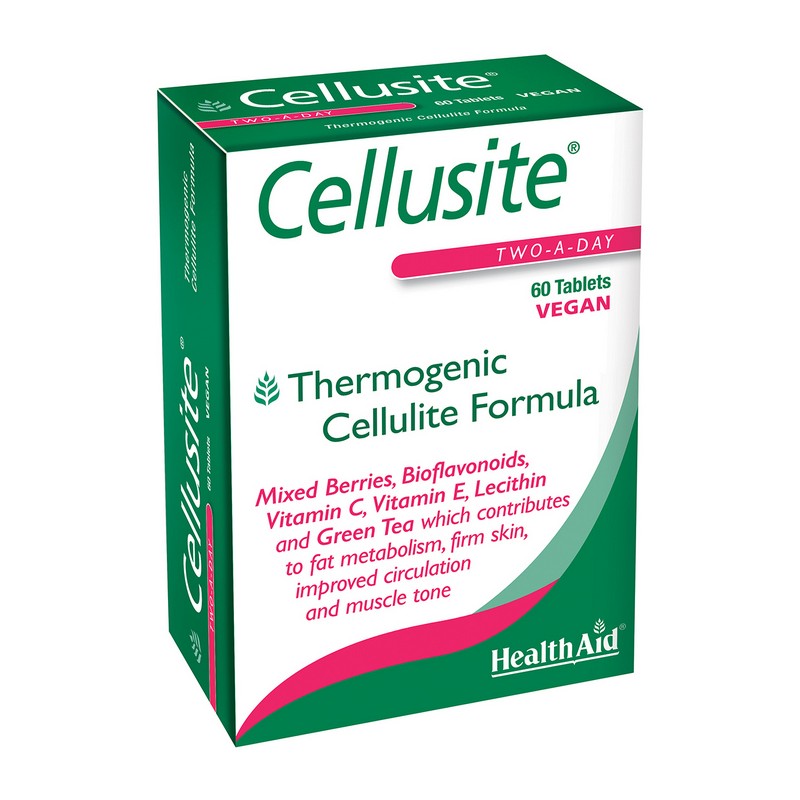 Cellusite®
TWO-A-DAY
60 Tablets VEGAN
Thermogenic Cellulite Formula
Cellusite®
TWO-A-DAY
60 Tablets
VEGAN
Thermogenic
Cellulite Formula
Mixed Berries, Bioflavonoids,
Vitamin C, Vitamin E, Lecithin
and Green Tea which contributes
to fat metabolism, firm skin,
improved circulation
and muscle tone
HealthAid®
Thermogenic
Cellulite Formula
Cellusite®
60 Tablets VEGAN
TWO-A-DAY